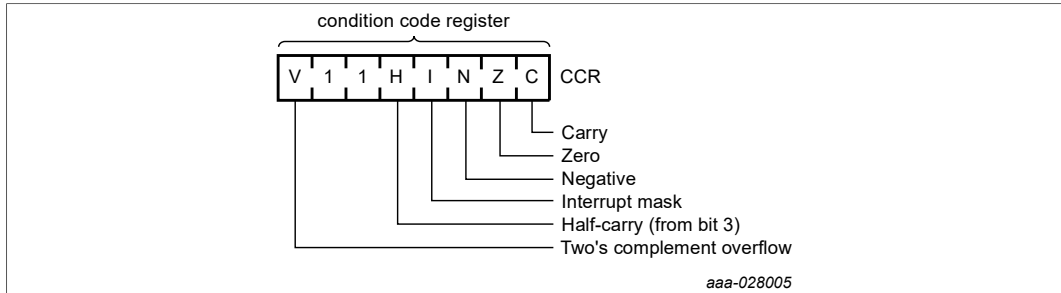 condition code register
V 1 1 H I N Z C CCR
Carry
Zero
Negative
Interrupt mask
Half-carry (from bit 3)
Two's complement overflow
aaa-028005